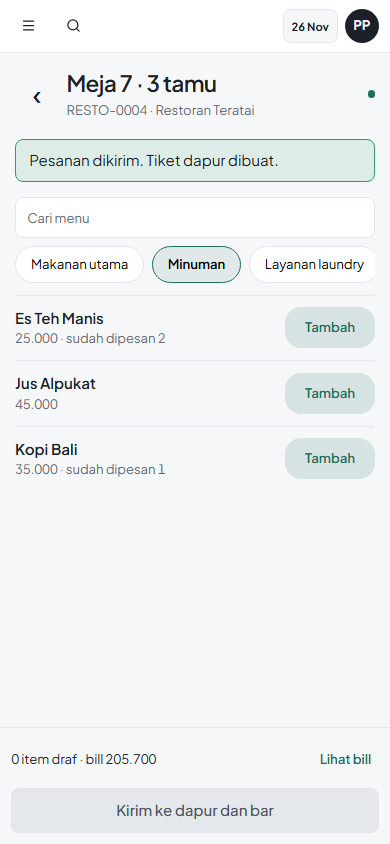 26 Nov
PP
Meja 7 · 3 tamu
RESTO-0004 · Restoran Teratai
Pesanan dikirim. Tiket dapur dibuat.
Cari menu
Makanan utama
Minuman
Layanan laundry
Es Teh Manis
25.000 · sudah dipesan 2
Tambah
Jus Alpukat
45.000
Tambah
Kopi Bali
35.000 · sudah dipesan 1
Tambah
0 item draf · bill 205.700
Lihat bill
Kirim ke dapur dan bar